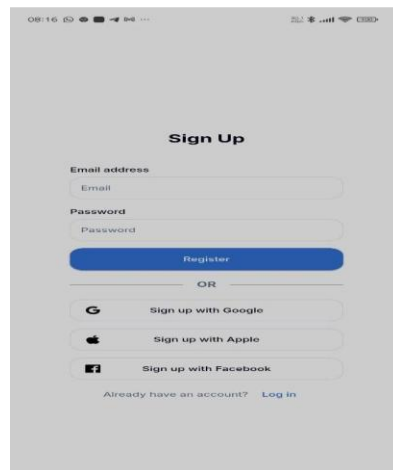 08:16
Sign Up
Email address
Email
Password
Password
Register
OR
G Sign up with Google
Sign up with Apple
f Sign up with Facebook
Already have an account? Log in